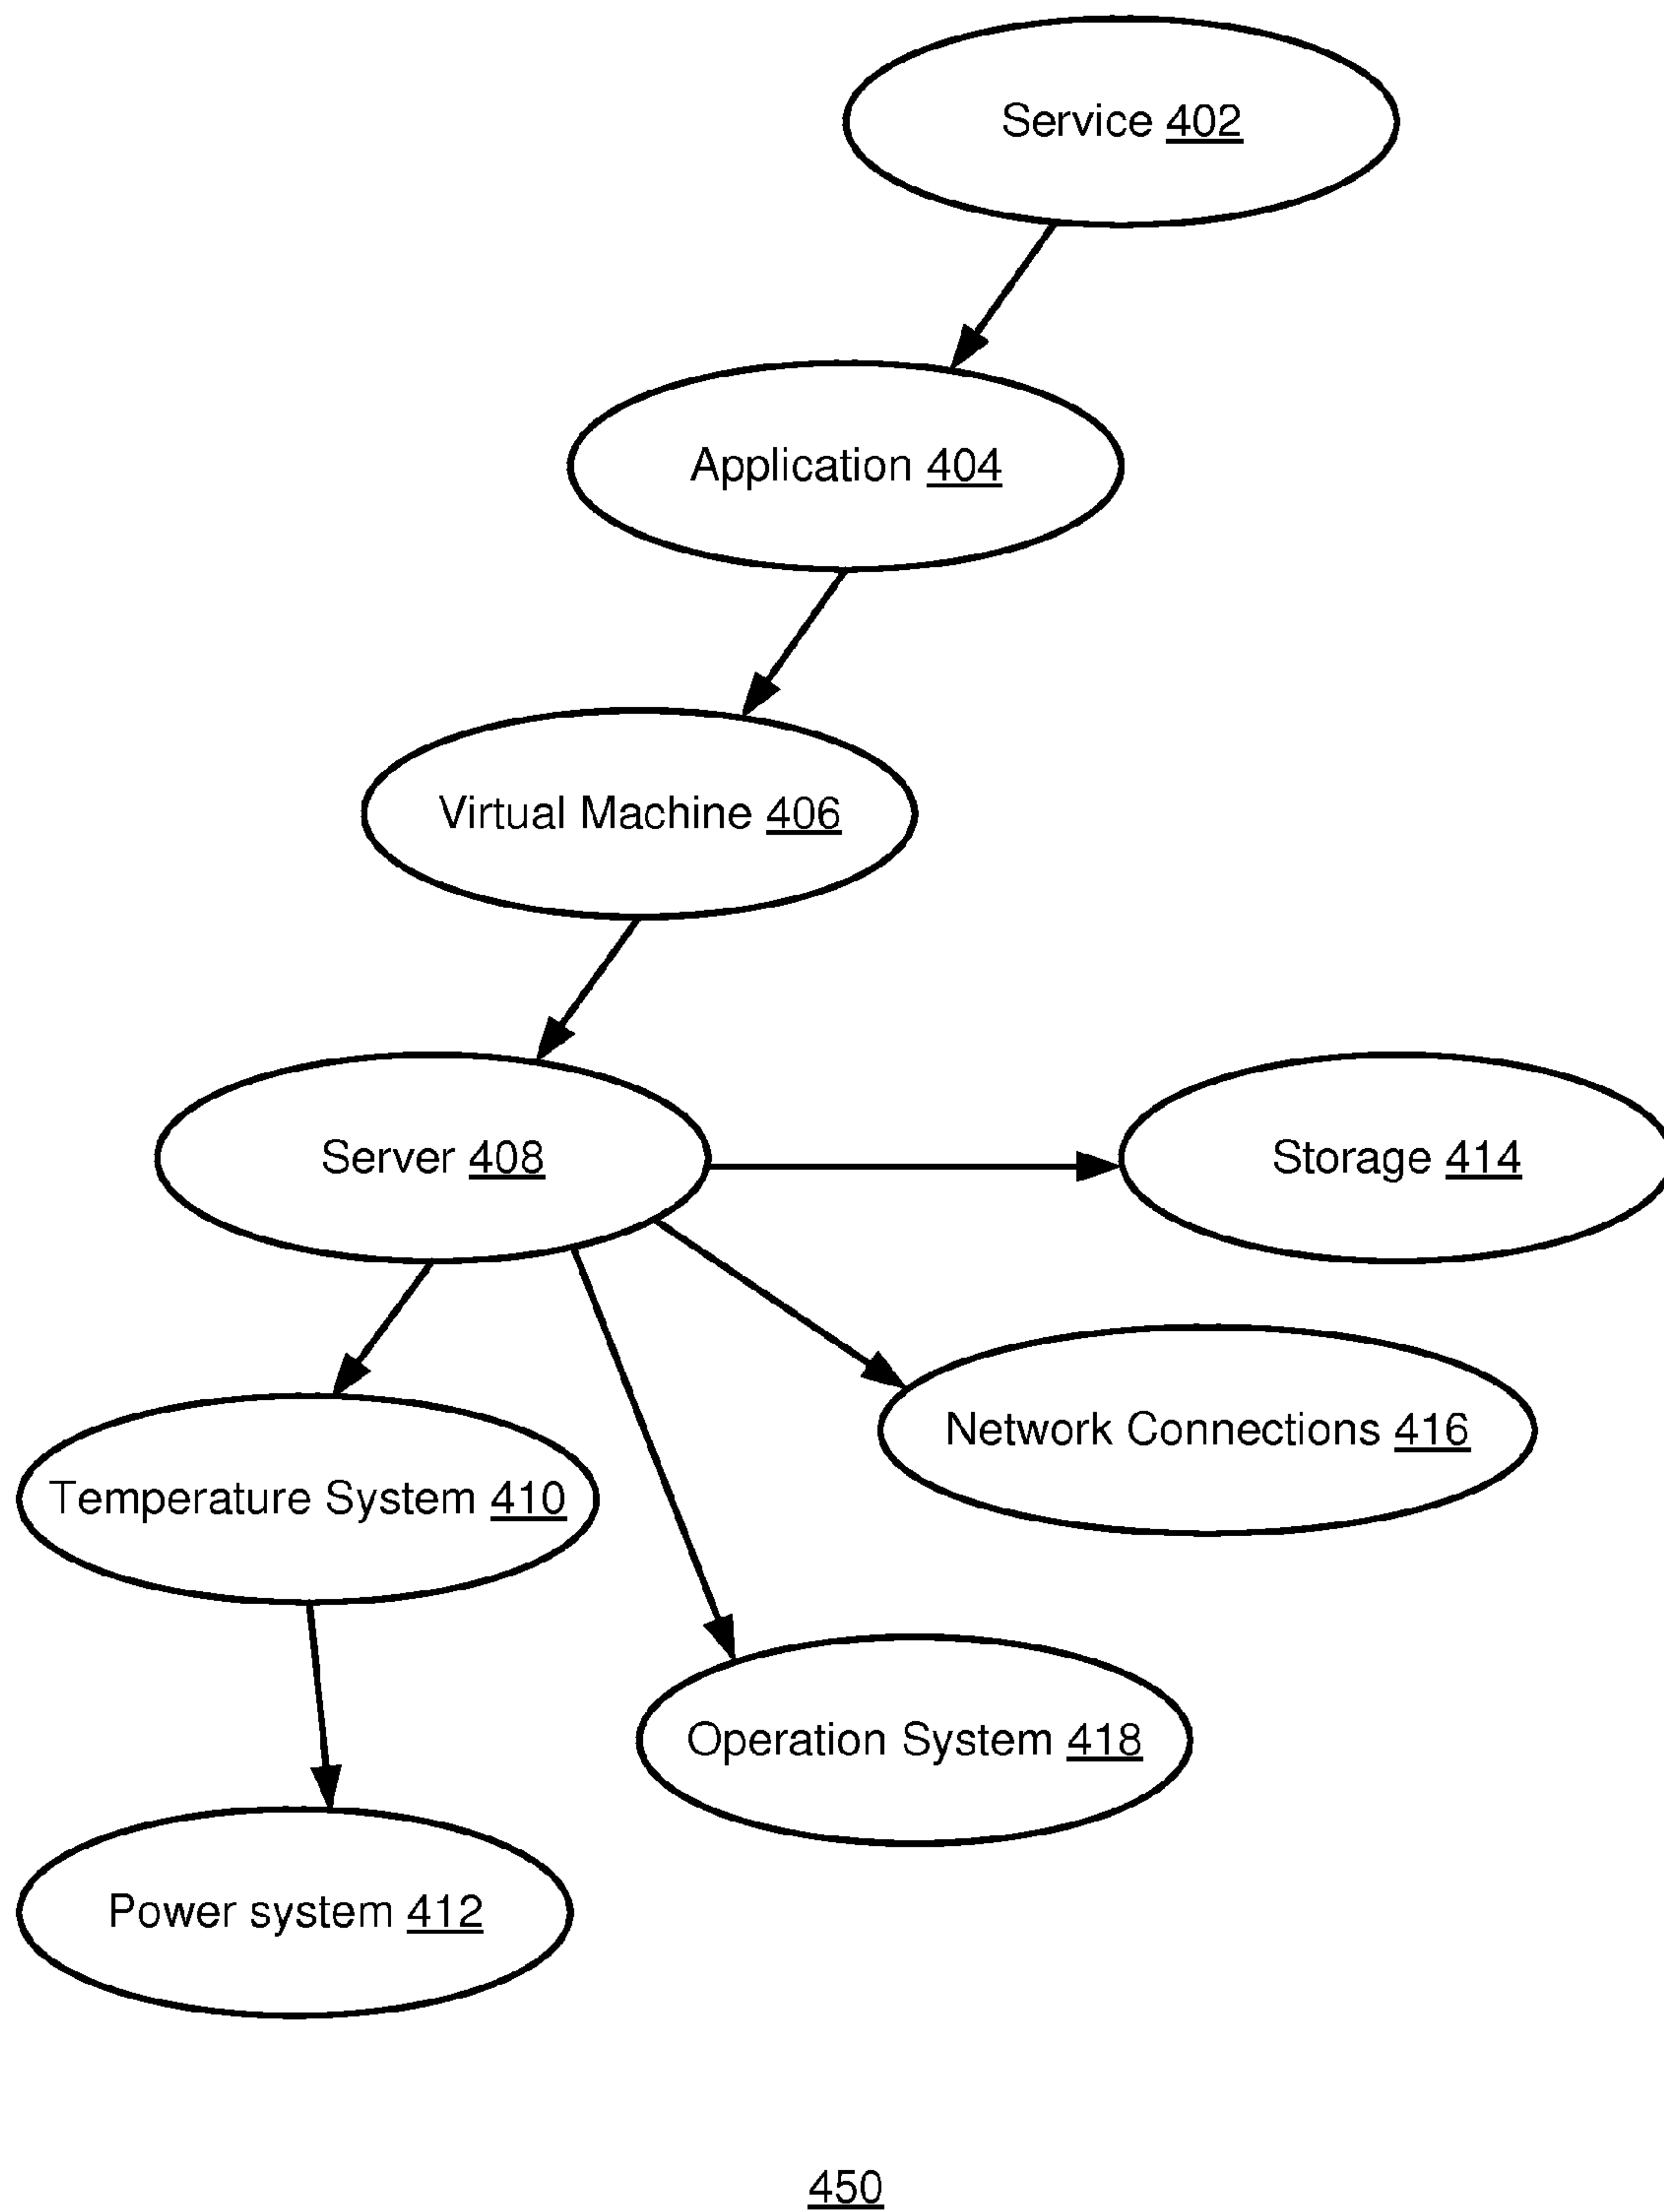 Service 402
Application 404
Virtual Machine 406
Server 408
Storage 414
Network Connections 416
Temperature System 410
Operation System 418
Power system 412
450